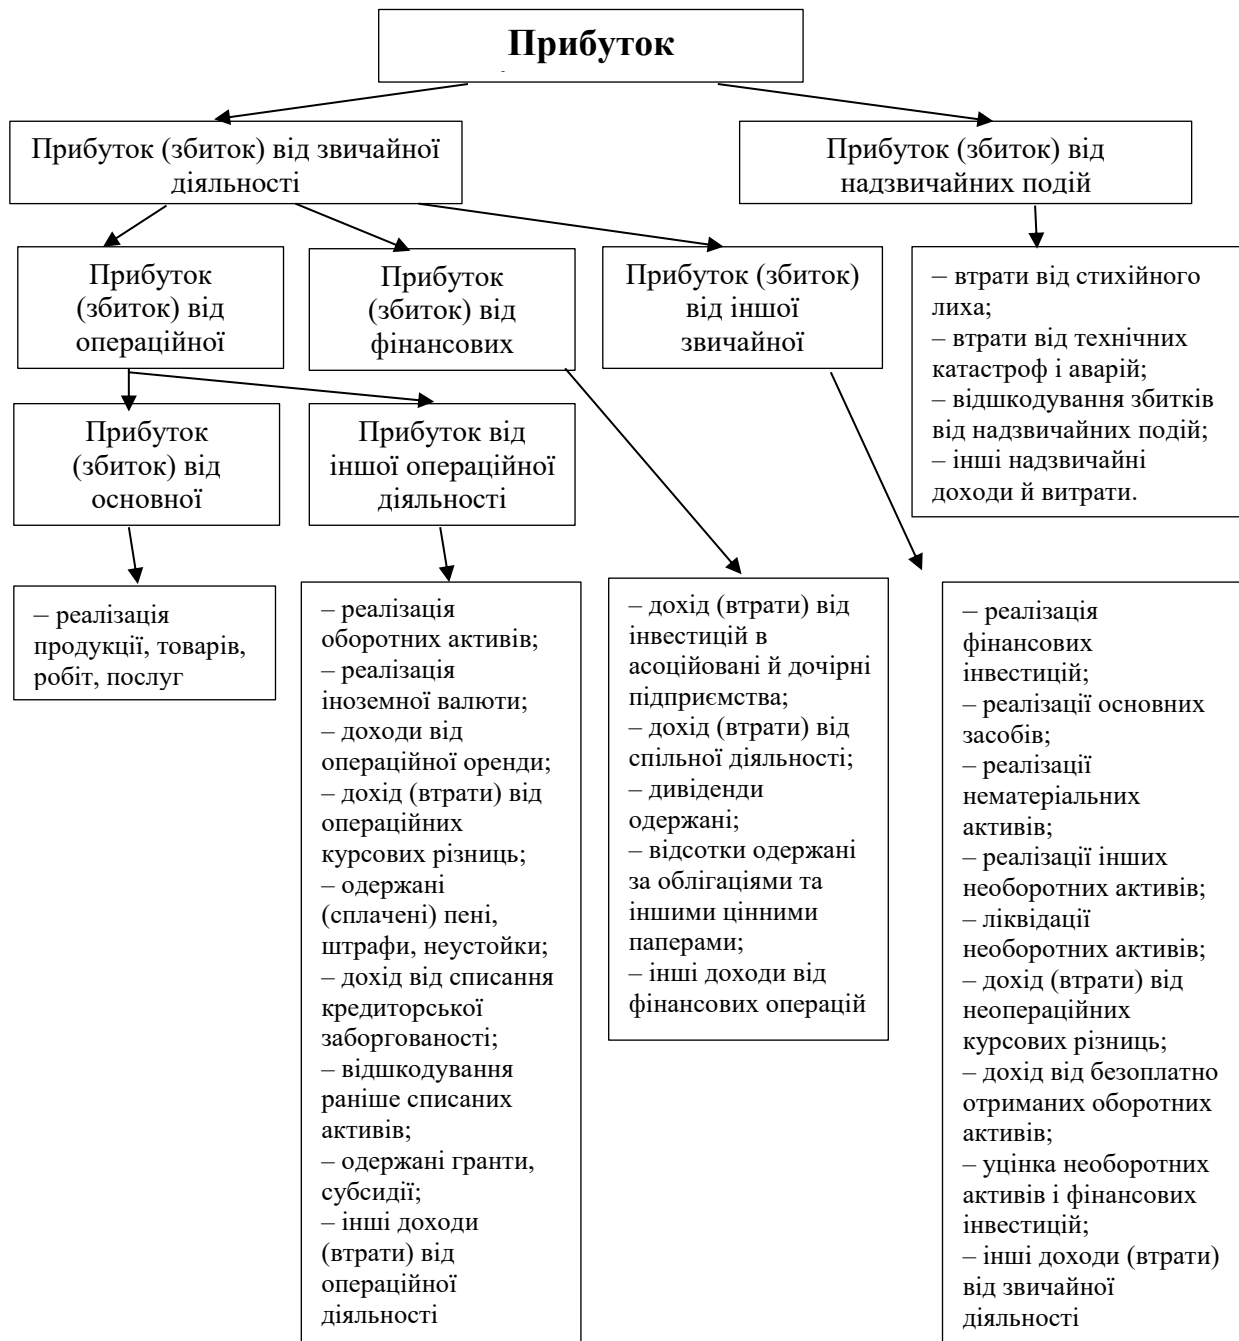 Прибуток
Прибуток (збиток) від звичайної
діяльності
Прибуток (збиток) від
надзвичайних подій
Прибуток
(збиток) від
операційної
Прибуток
(збиток) від
фінансових
Прибуток (збиток)
від іншої
звичайної
– втрати від стихійного
лиха;
– втрати від технічних
катастроф і аварій;
– відшкодування збитків
від надзвичайних подій;
– інші надзвичайні
доходи й витрати.
Прибуток
(збиток) від
основної
Прибуток від
іншої операційної
діяльності
– реалізація
продукції, товарів,
робіт, послуг
– реалізація
оборотних активів;
– реалізація
іноземної валюти;
– доходи від
операційної оренди;
– дохід (втрати) від
операційних
курсових різниць;
– одержані
(сплачені) пені,
штрафи, неустойки;
– дохід від списання
кредиторської
заборгованості;
– відшкодування
раніше списаних
активів;
– одержані гранти,
субсидії;
– інші доходи
(втрати) від
операційної
діяльності
– дохід (втрати) від
інвестицій в
асоційовані й дочірні
підприємства;
– дохід (втрати) від
спільної діяльності;
– дивіденди
одержані;
– відсотки одержані
за облігаціями та
іншими цінними
паперами;
– інші доходи від
фінансових операцій
– реалізація
фінансових
інвестицій;
– реалізації основних
засобів;
– реалізації
нематеріальних
активів;
– реалізації інших
необоротних активів;
– ліквідації
необоротних активів;
– дохід (втрати) від
неопераційних
курсових різниць;
– дохід від безоплатно
отриманих оборотних
активів;
– уцінка необоротних
активів і фінансових
інвестицій;
– інші доходи (втрати)
від звичайної
діяльності